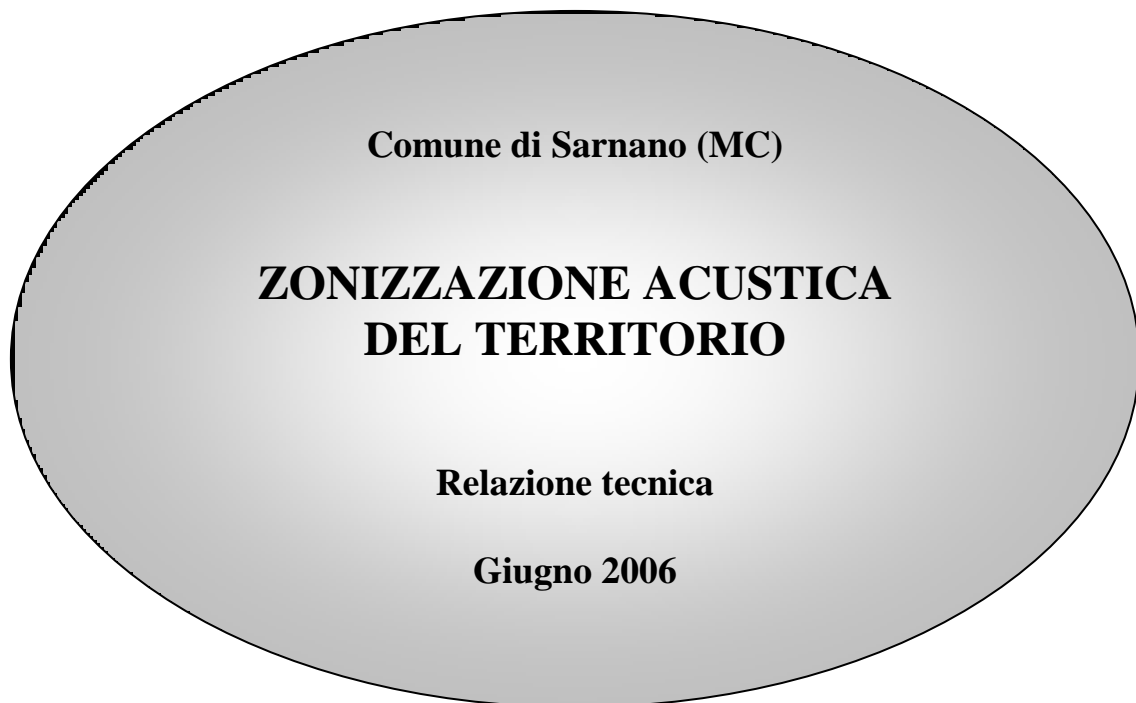 Comune di Sarnano (MC)
ZONIZZAZIONE ACUSTICA
DEL TERRITORIO
Relazione tecnica
Giugno 2006